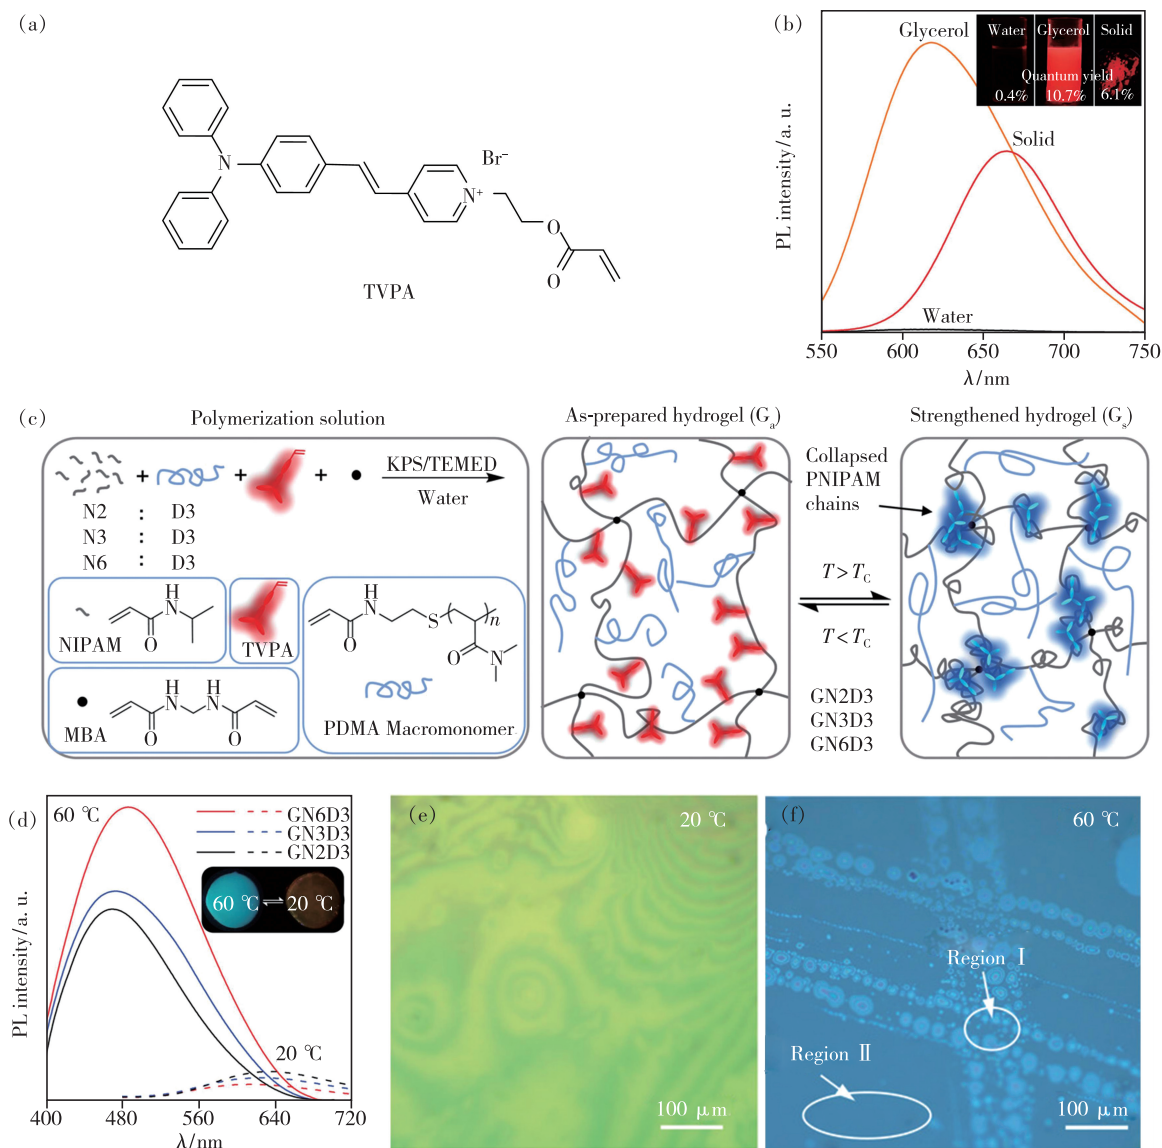 (a)
N
Br⁻
N⁺
O
O
TVPA
(b)
Glycerol
Water Glycerol Solid
Quantum yield
0.4% 10.7% 6.1%
Solid
Water
PL intensity/a. u.
550 600 650 700 750
λ/nm
(c)
Polymerization solution
As-prepared hydrogel (Gₐ)
Strengthened hydrogel (Gₛ)
+ + + •
KPS/TEMED
Water
N2 : D3
N3 : D3
N6 : D3
H
N
O
NIPAM
TVPA
H
N
O
S
n
O
N
PDMA Macromonomer
H H
N N
O O
MBA
Collapsed
PNIPAM
chains
T>T_C
T<T_C
GN2D3
GN3D3
GN6D3
(d)
60 ℃
GN6D3
GN3D3
GN2D3
60 ℃ ⇌ 20 ℃
20 ℃
PL intensity/a. u.
400 480 560 640 720
λ/nm
(e)
20 ℃
100 μm
(f)
60 ℃
Region Ⅰ
Region Ⅱ
100 μm